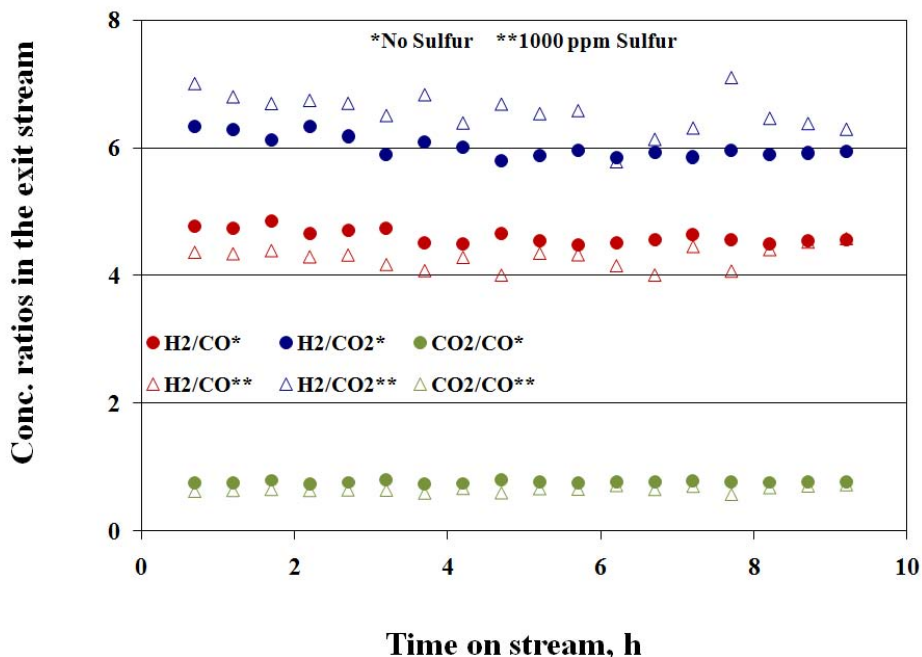 8
*No Sulfur **1000 ppm Sulfur
6
4
H2/CO* H2/CO2* CO2/CO*
H2/CO** H2/CO2** CO2/CO**
2
0
0 2 4 6 8 10
Conc. ratios in the exit stream
Time on stream, h